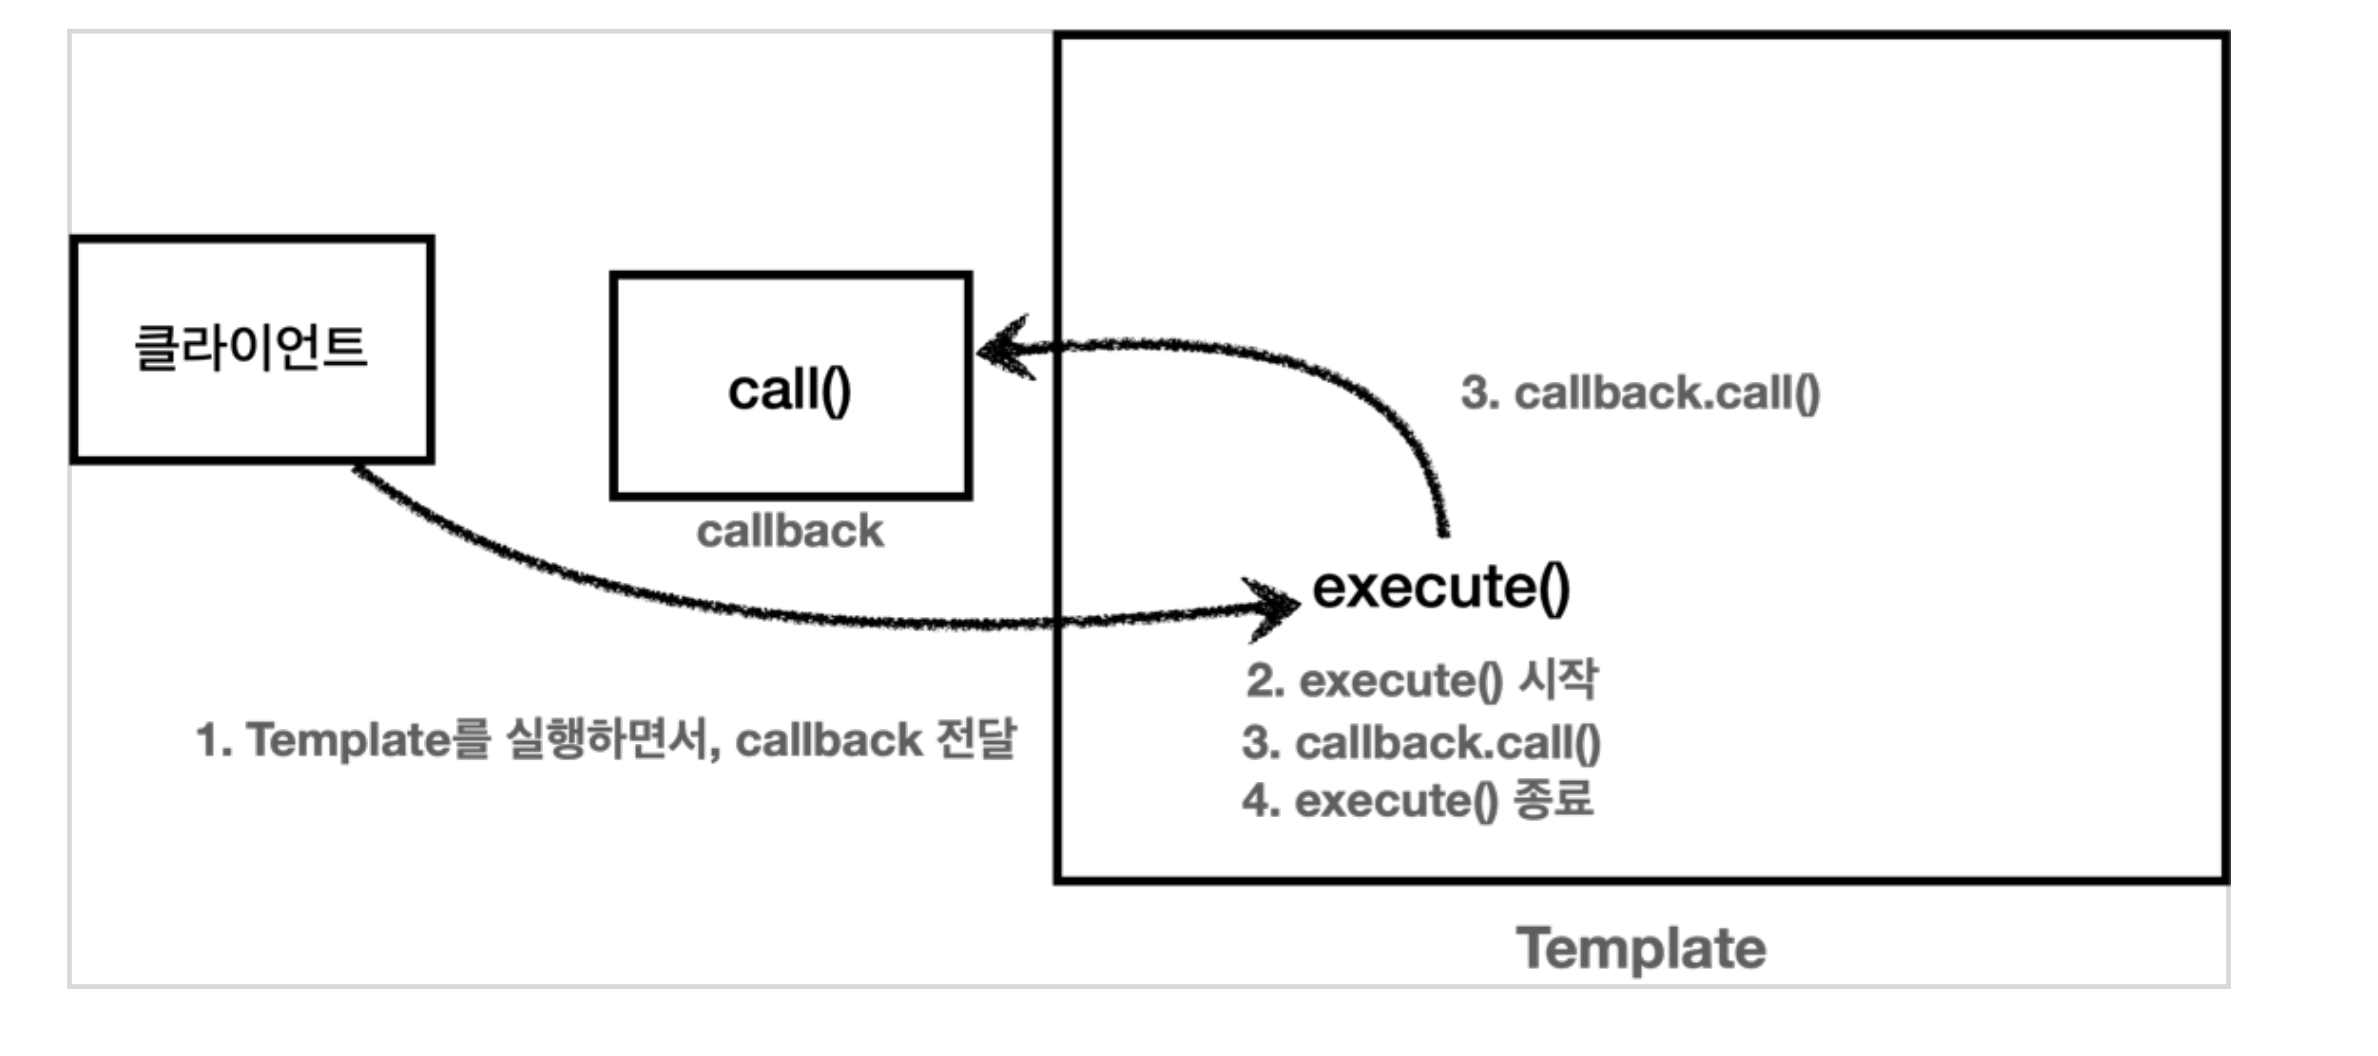 클라이언트
call()
callback
3. callback.call()
execute()
2. execute() 시작
3. callback.call()
4. execute() 종료
1. Template를 실행하면서, callback 전달
Template